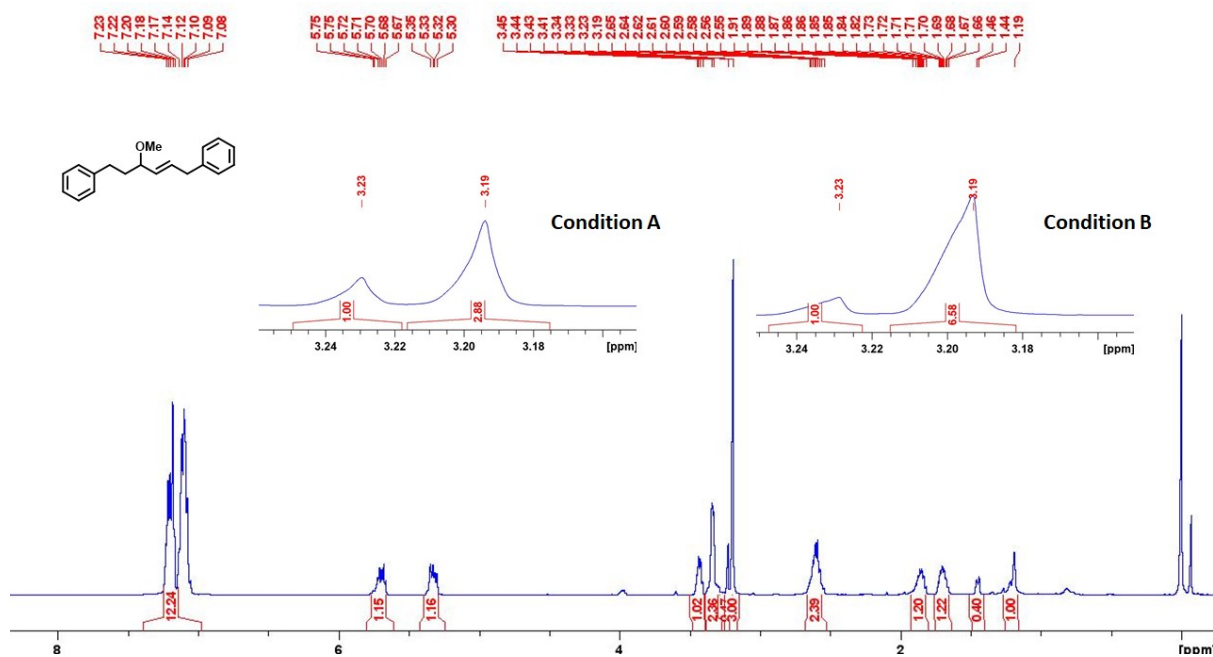 7.23 7.22 7.20 7.18 7.17 7.14 7.12 7.10 7.09 7.08 5.75 5.75 5.72 5.71 5.70 5.68 5.67 5.35 5.33 5.32 5.30 3.45 3.44 3.43 3.41 3.34 3.33 3.23 3.19 2.65 2.64 2.62 2.61 2.60 2.59 2.58 2.56 2.55 1.91 1.89 1.88 1.87 1.86 1.86 1.85 1.85 1.84 1.82 1.73 1.72 1.71 1.71 1.70 1.69 1.68 1.67 1.66 1.46 1.44 1.19
OMe
3.23 3.19
Condition A
1.00 2.88
3.24 3.22 3.20 3.18 [ppm]
3.23 3.19
Condition B
1.00 6.58
3.24 3.22 3.20 3.18 [ppm]
12.24 1.15 1.16 1.02 2.36 3.00 2.39 1.20 1.22 0.40 1.00
8 6 4 2 [ppm]